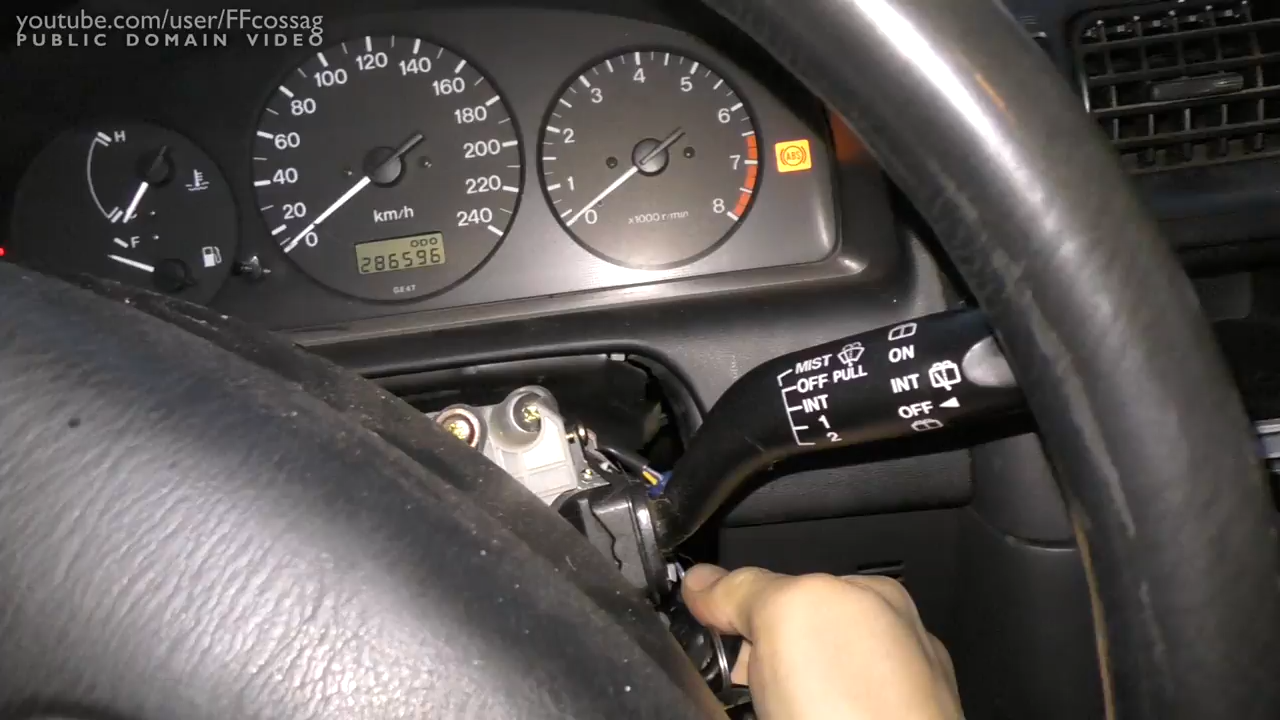 youtube.com/user/FFcossag
PUBLIC DOMAIN VIDEO
H
F
0
20
40
60
80
100
120
140
160
180
200
220
240
km/h
ODO
286596
GE47
0
1
2
3
4
5
6
7
8
x1000 r/min
ABS
MIST
OFF PULL
INT
1
2
ON
INT
OFF